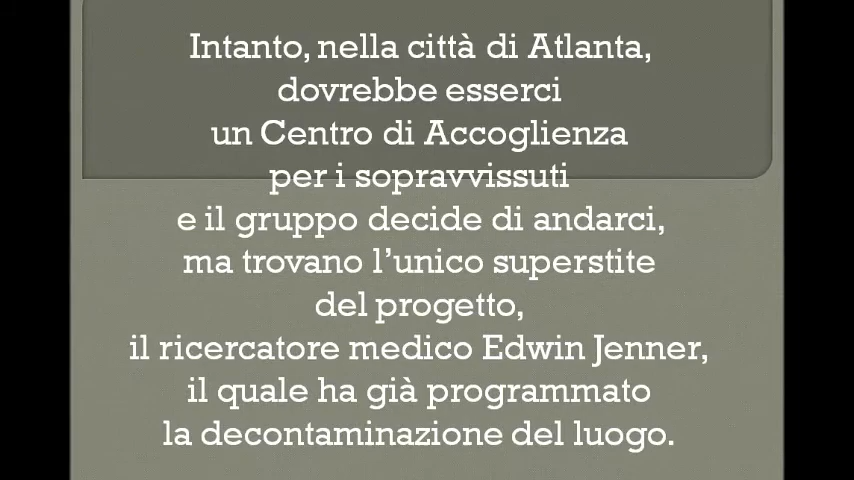 Intanto, nella città di Atlanta,
dovrebbe esserci
un Centro di Accoglienza
per i sopravvissuti
e il gruppo decide di andarci,
ma trovano l’unico superstite
del progetto,
il ricercatore medico Edwin Jenner,
il quale ha già programmato
la decontaminazione del luogo.